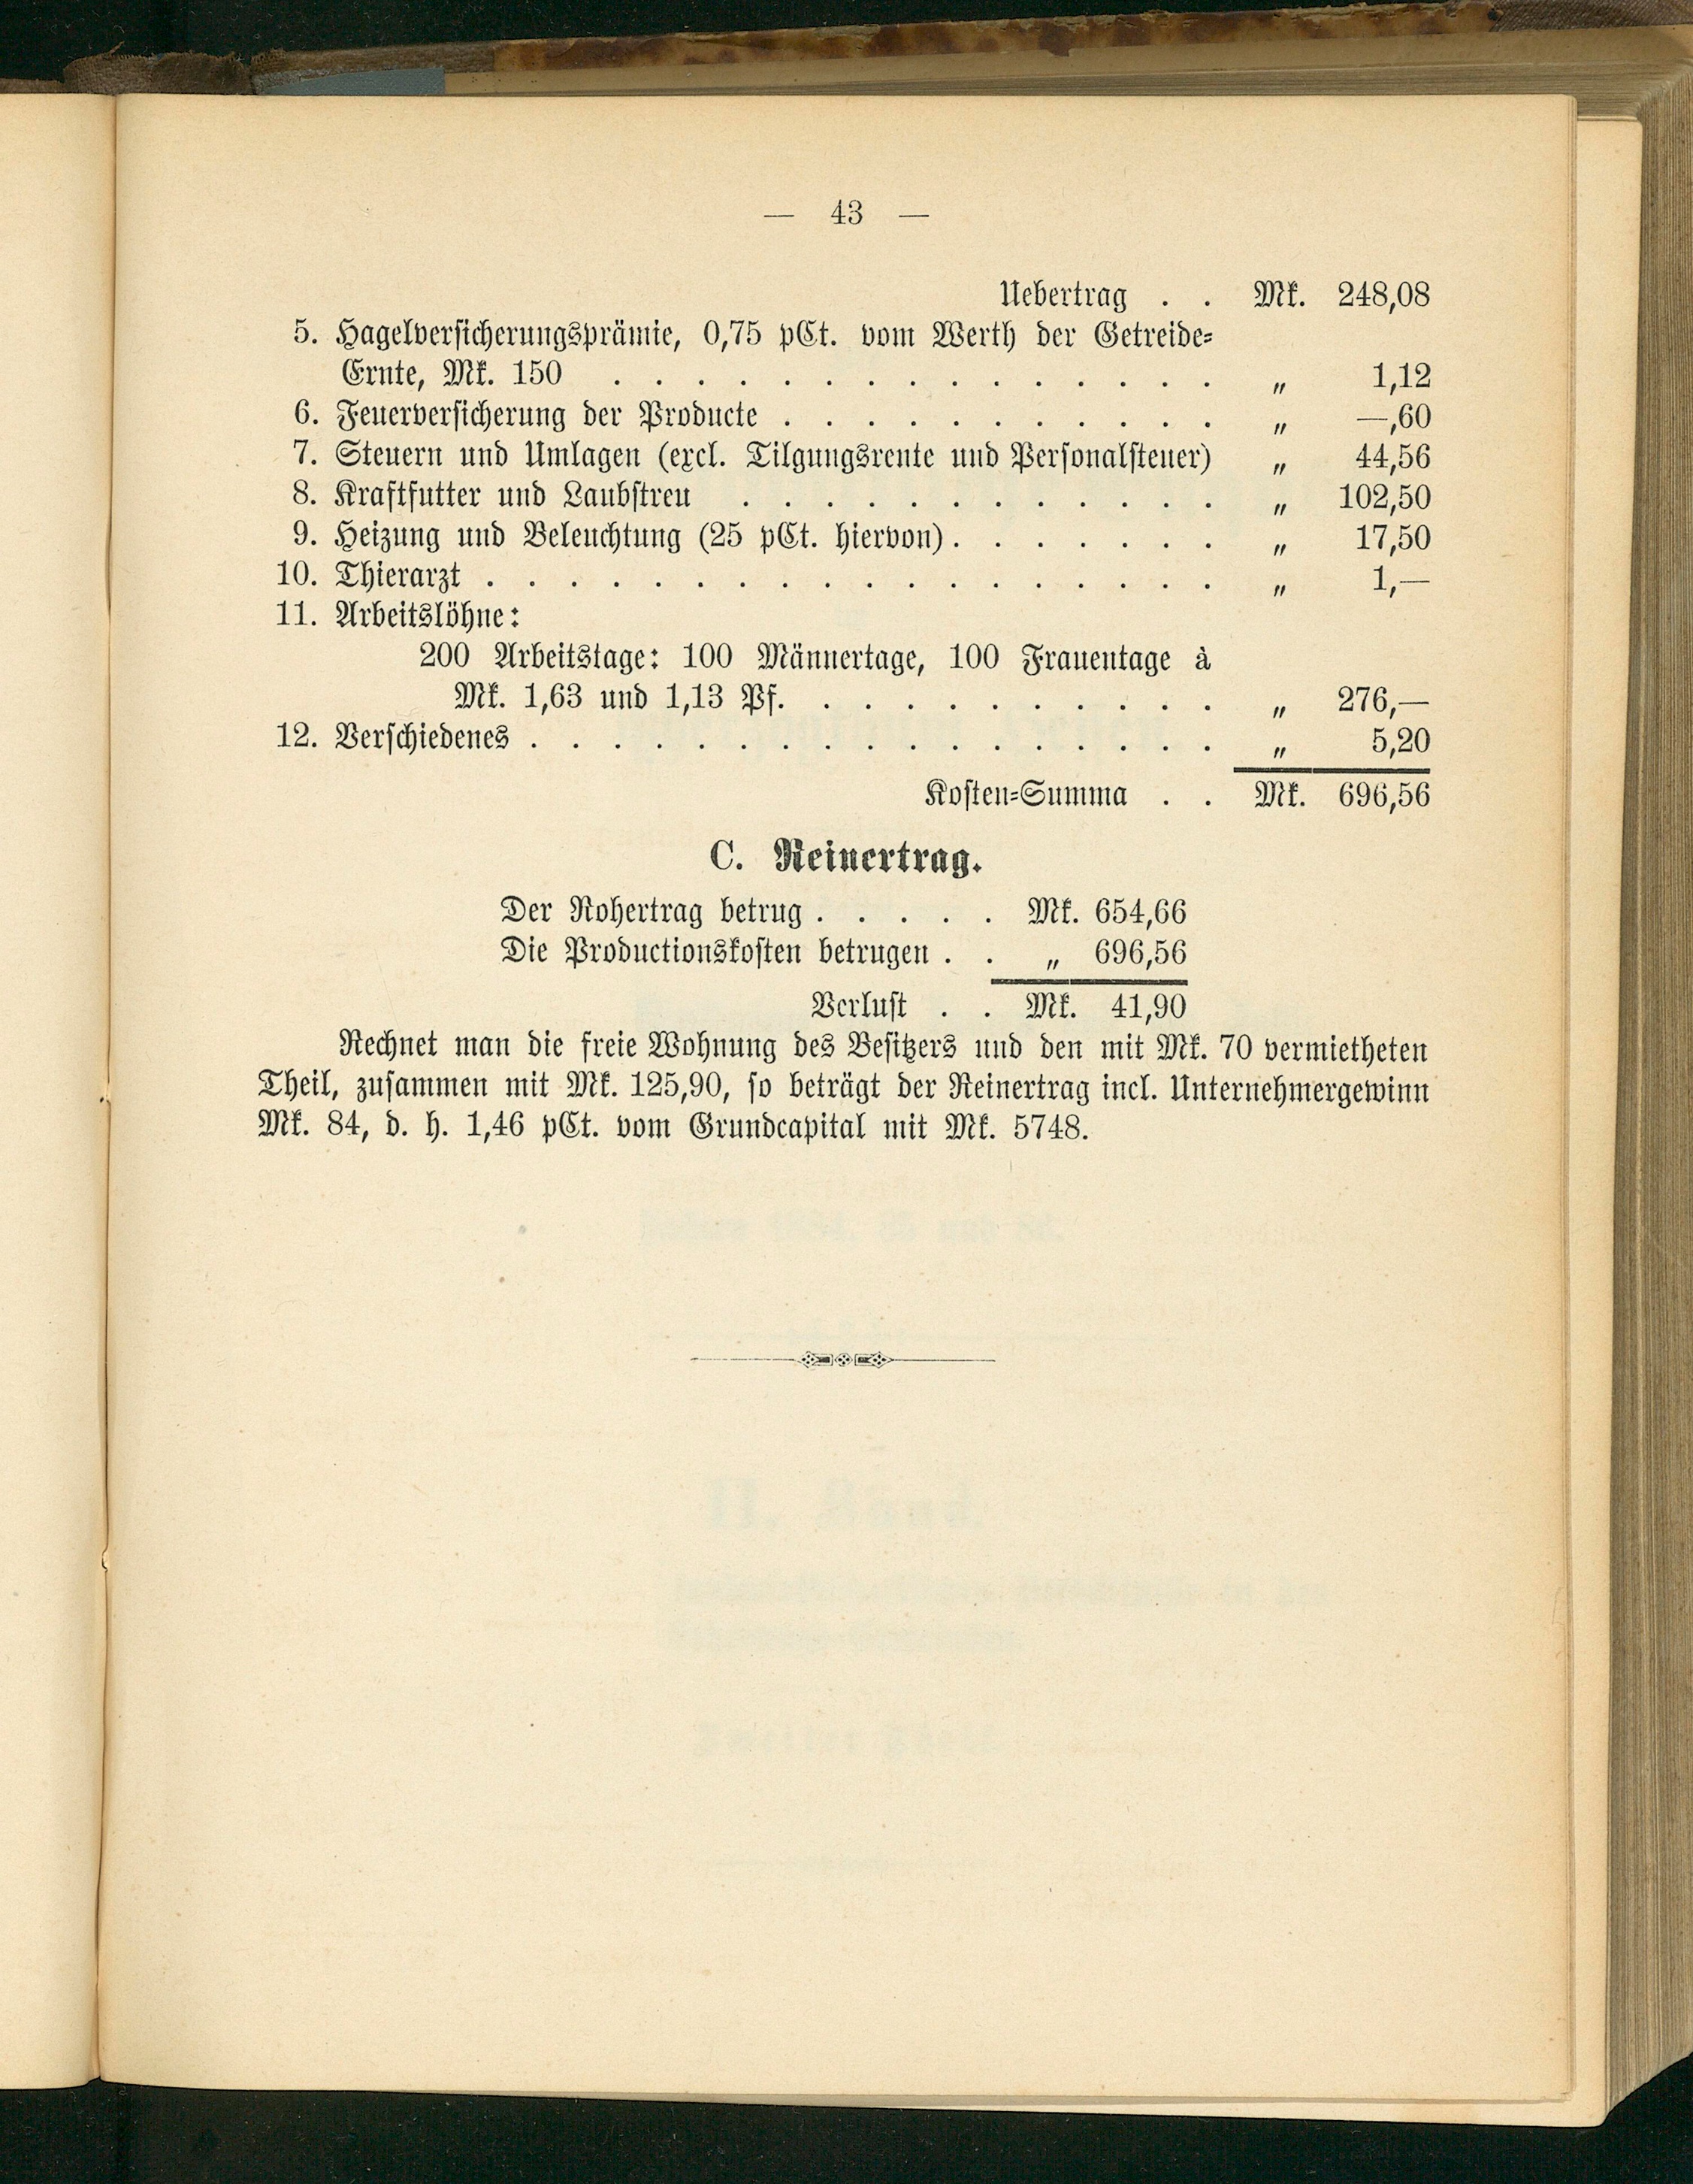 — 43 —
Uebertrag . . Mk. 248,08
5. Hagelversicherungsprämie, 0,75 pCt. vom Werth der Getreide-
Ernte, Mk. 150 . . . . . . . . . . . . . . . „ 1,12
6. Feuerversicherung der Producte . . . . . . . . . . . „ —,60
7. Steuern und Umlagen (excl. Tilgungsrente und Personalsteuer) „ 44,56
8. Kraftfutter und Laubstreu . . . . . . . . . . . . „ 102,50
9. Heizung und Beleuchtung (25 pCt. hiervon) . . . . . . . „ 17,50
10. Thierarzt . . . . . . . . . . . . . . . . . . „ 1,—
11. Arbeitslöhne:
200 Arbeitstage: 100 Männertage, 100 Frauentage à
Mk. 1,63 und 1,13 Pf. . . . . . . . . . . „ 276,—
12. Verschiedenes . . . . . . . . . . . . . . . . . „ 5,20
Kosten-Summa . . Mk. 696,56
C. Reinertrag.
Der Rohertrag betrug . . . . . Mk. 654,66
Die Productionskosten betrugen . . „ 696,56
Verlust . . Mk. 41,90
Rechnet man die freie Wohnung des Besitzers und den mit Mk. 70 vermietheten
Theil, zusammen mit Mk. 125,90, so beträgt der Reinertrag incl. Unternehmergewinn
Mk. 84, d. h. 1,46 pCt. vom Grundcapital mit Mk. 5748.